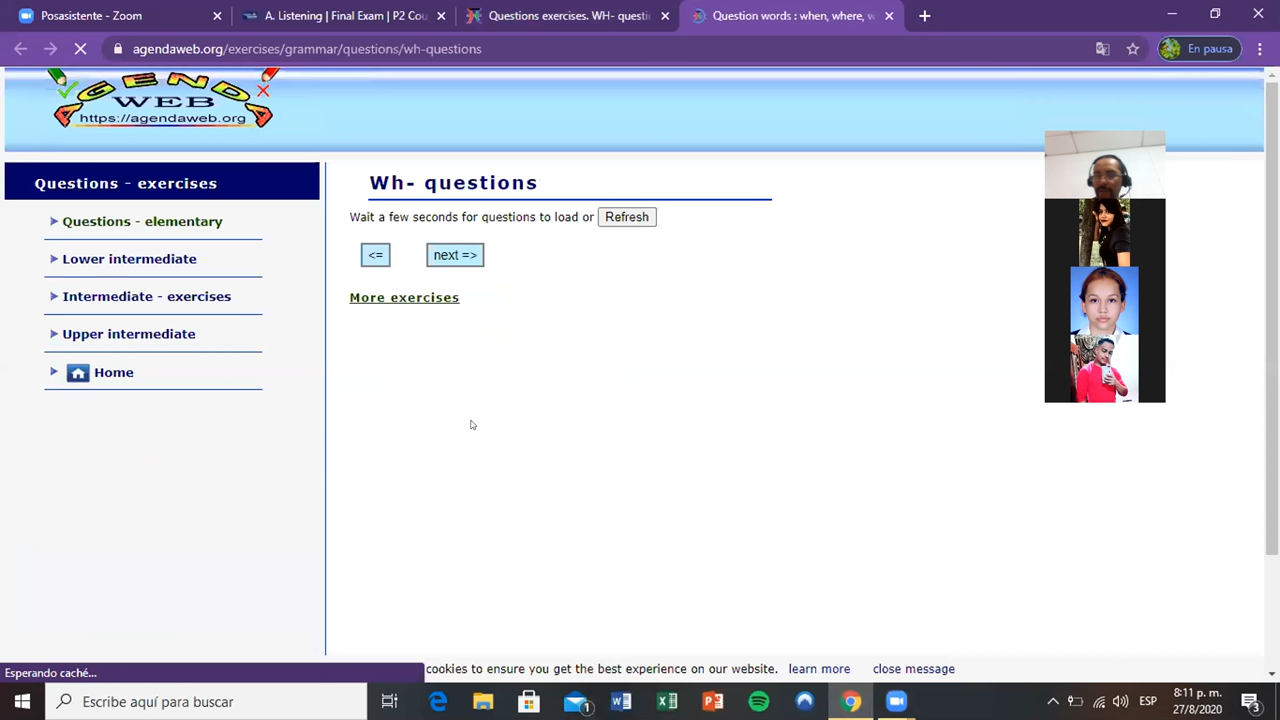 Posasistente - Zoom
A. Listening | Final Exam | P2 Cou
Questions exercises. WH- questi
Question words : when, where, w
agendaweb.org/exercises/grammar/questions/wh-questions
En pausa
AGENDA
WEB
https://agendaweb.org
Questions - exercises
Questions - elementary
Lower intermediate
Intermediate - exercises
Upper intermediate
Home
Wh- questions
Wait a few seconds for questions to load or Refresh
<= next =>
More exercises
Esperando caché...
cookies to ensure you get the best experience on our website. learn more close message
Escribe aquí para buscar
1
ESP
8:11 p. m.
27/8/2020
3